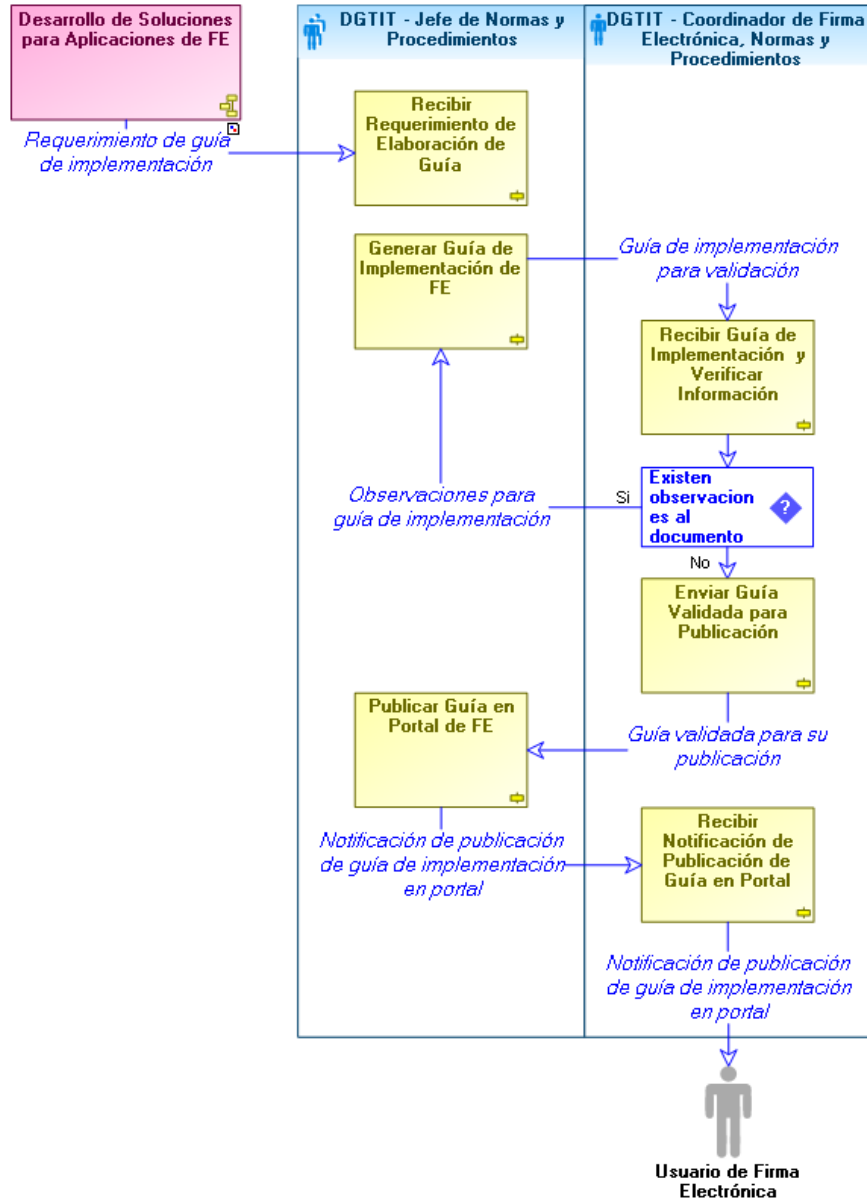 Desarrollo de Soluciones
para Aplicaciones de FE
DGTIT - Jefe de Normas y
Procedimientos
DGTIT - Coordinador de Firma
Electrónica, Normas y
Procedimientos
Requerimiento de guía
de implementación
Recibir
Requerimiento de
Elaboración de
Guía
Generar Guía de
Implementación de
FE
Guía de implementación
para validación
Recibir Guía de
Implementación y
Verificar
Información
Existen
observacion
es al
documento
?
Si
Observaciones para
guía de implementación
No
Enviar Guía
Validada para
Publicación
Guía validada para su
publicación
Publicar Guía en
Portal de FE
Notificación de publicación
de guía de implementación
en portal
Recibir
Notificación de
Publicación de
Guía en Portal
Notificación de publicación
de guía de implementación
en portal
Usuario de Firma
Electrónica